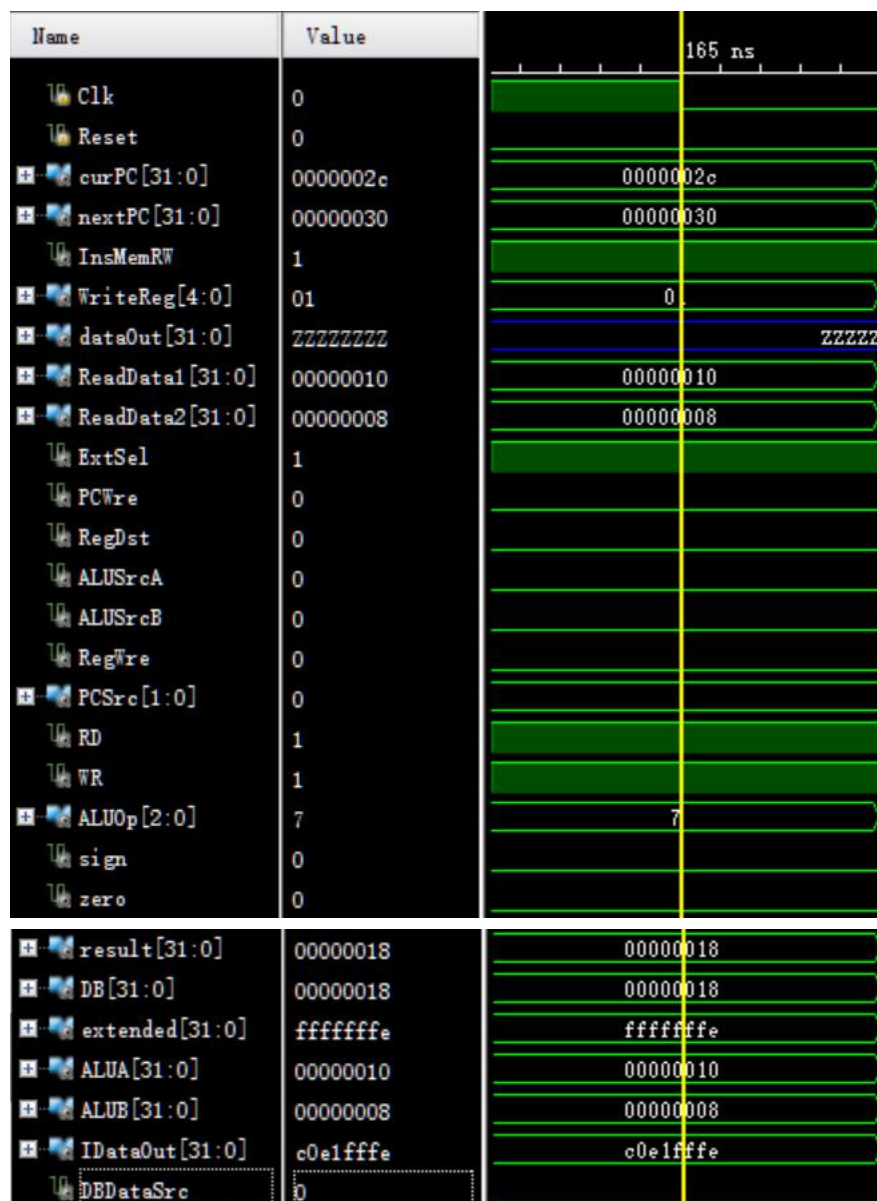 Name Value 165 ns
Clk 0
Reset 0
curPC[31:0] 0000002c 0000002c
nextPC[31:0] 00000030 00000030
InsMemRW 1
WriteReg[4:0] 01 01
dataOut[31:0] ZZZZZZZZ ZZZZZ
ReadData1[31:0] 00000010 00000010
ReadData2[31:0] 00000008 00000008
ExtSel 1
PCWre 0
RegDst 0
ALUSrcA 0
ALUSrcB 0
RegWre 0
PCSrc[1:0] 0
RD 1
WR 1
ALUOp[2:0] 7 7
sign 0
zero 0
result[31:0] 00000018 00000018
DB[31:0] 00000018 00000018
extended[31:0] fffffffe fffffffe
ALUA[31:0] 00000010 00000010
ALUB[31:0] 00000008 00000008
IDataOut[31:0] c0e1fffe c0e1fffe
DBDataSrc 0